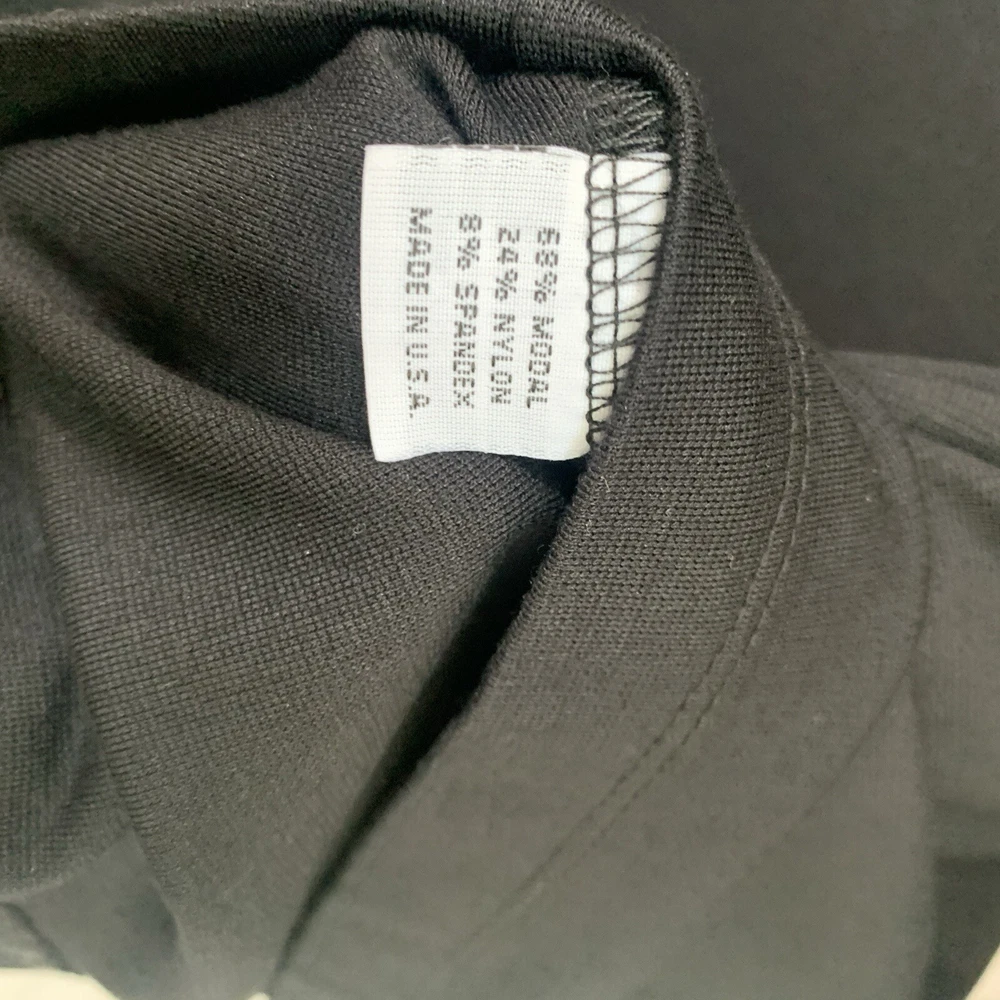 68% MODAL
24% NYLON
8% SPANDEX
MADE IN U.S.A.